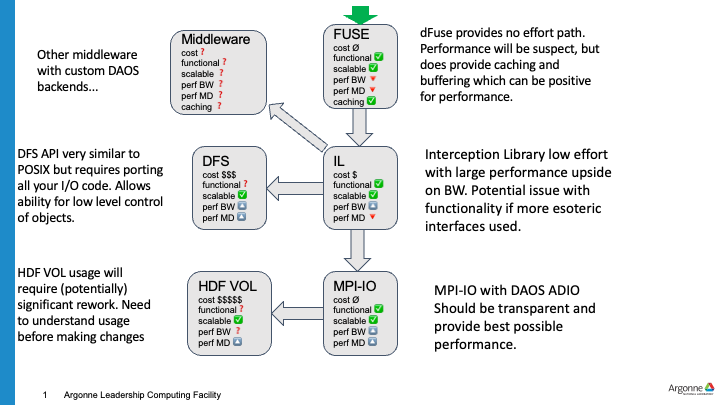 Other middleware
with custom DAOS
backends...
Middleware
cost ?
functional ?
scalable ?
perf BW ?
perf MD ?
caching ?
FUSE
cost Ø
functional ✅
scalable ✅
perf BW 🔻
perf MD 🔻
caching ✅
dFuse provides no effort path.
Performance will be suspect, but
does provide caching and
buffering which can be positive
for performance.
DFS API very similar to
POSIX but requires porting
all your I/O code. Allows
ability for low level control
of objects.
DFS
cost $$$
functional ?
scalable ✅
perf BW 🔼
perf MD 🔼
IL
cost $
functional ✅
scalable ✅
perf BW 🔼
perf MD 🔻
Interception Library low effort
with large performance upside
on BW. Potential issue with
functionality if more esoteric
interfaces used.
HDF VOL usage will
require (potentially)
significant rework. Need
to understand usage
before making changes
HDF VOL
cost $$$$$
functional ?
scalable ✅
perf BW ?
perf MD 🔼
MPI-IO
cost Ø
functional ✅
scalable ✅
perf BW 🔼
perf MD 🔼
MPI-IO with DAOS ADIO
Should be transparent and
provide best possible
performance.
1 Argonne Leadership Computing Facility
Argonne
NATIONAL LABORATORY